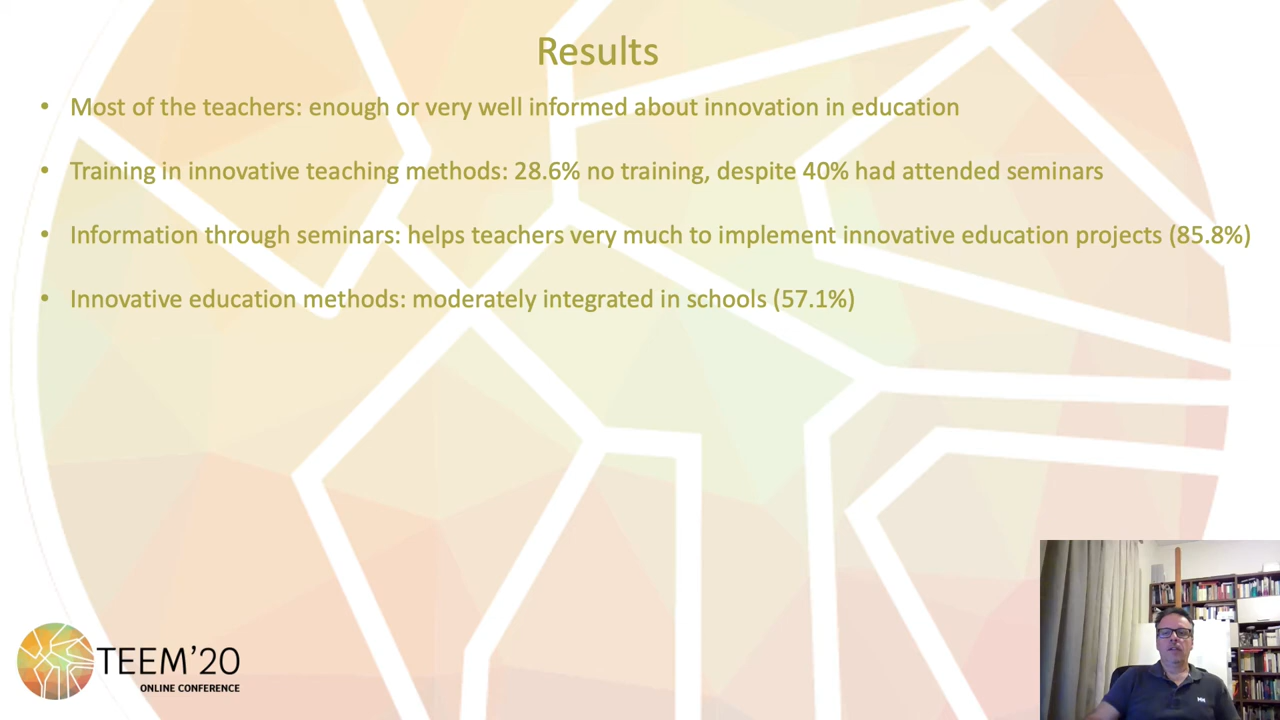 Results
• Most of the teachers: enough or very well informed about innovation in education
• Training in innovative teaching methods: 28.6% no training, despite 40% had attended seminars
• Information through seminars: helps teachers very much to implement innovative education projects (85.8%)
• Innovative education methods: moderately integrated in schools (57.1%)
TEEM'20
ONLINE CONFERENCE
HH